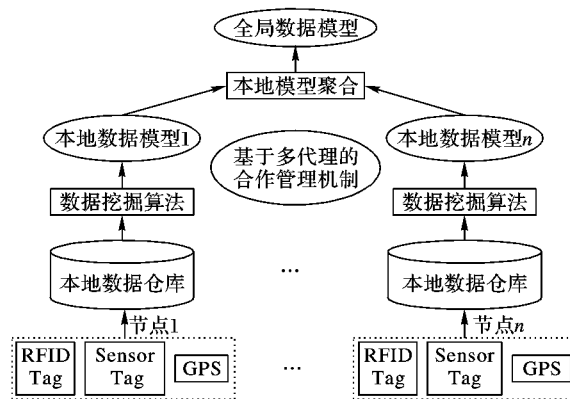 全局数据模型
本地模型聚合
本地数据模型1
基于多代理的
合作管理机制
本地数据模型n
数据挖掘算法
数据挖掘算法
本地数据仓库
...
本地数据仓库
节点1
节点n
RFID
Tag
Sensor
Tag
GPS
...
RFID
Tag
Sensor
Tag
GPS